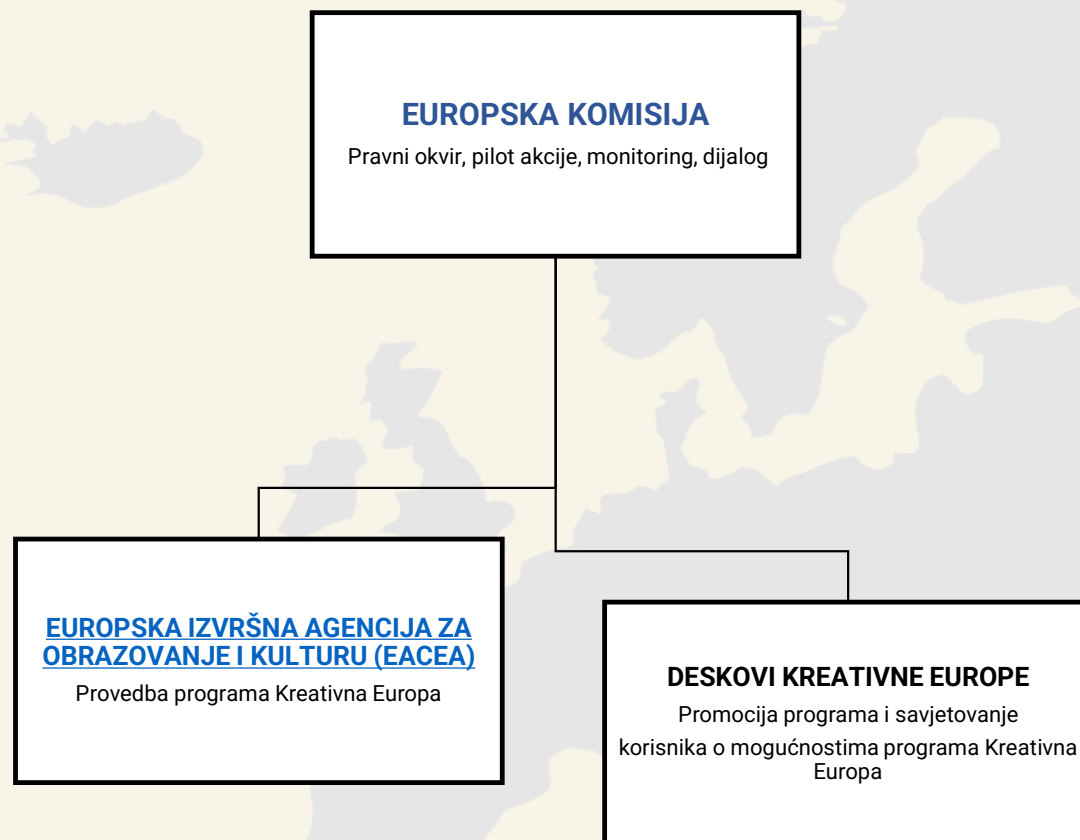 EUROPSKA KOMISIJA
Pravni okvir, pilot akcije, monitoring, dijalog
EUROPSKA IZVRŠNA AGENCIJA ZA
OBRAZOVANJE I KULTURU (EACEA)
Provedba programa Kreativna Europa
DESKOVI KREATIVNE EUROPE
Promocija programa i savjetovanje
korisnika o mogućnostima programa Kreativna
Europa